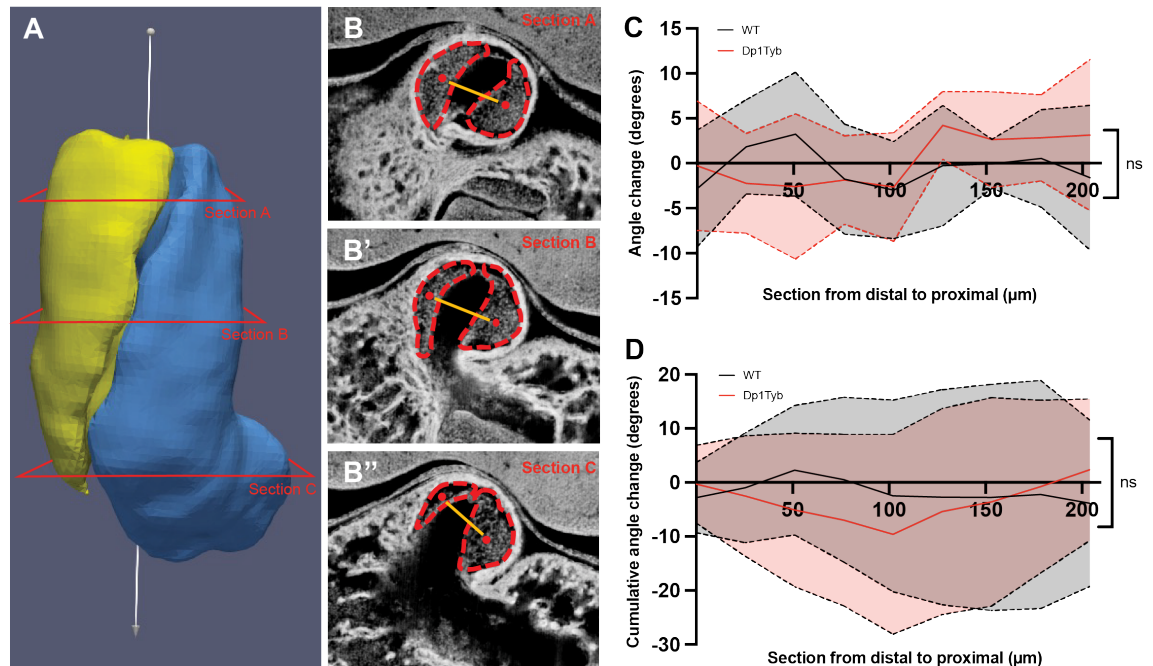 A
Section A
Section B
Section C
B
Section A
B’
Section B
B’’
Section C
C
WT
Dp1Tyb
Angle change (degrees)
15
10
5
0
-5
-10
-15
50
100
150
200
ns
Section from distal to proximal (µm)
D
WT
Dp1Tyb
Cumulative angle change (degrees)
20
10
0
-10
-20
-30
50
100
150
200
ns
Section from distal to proximal (µm)